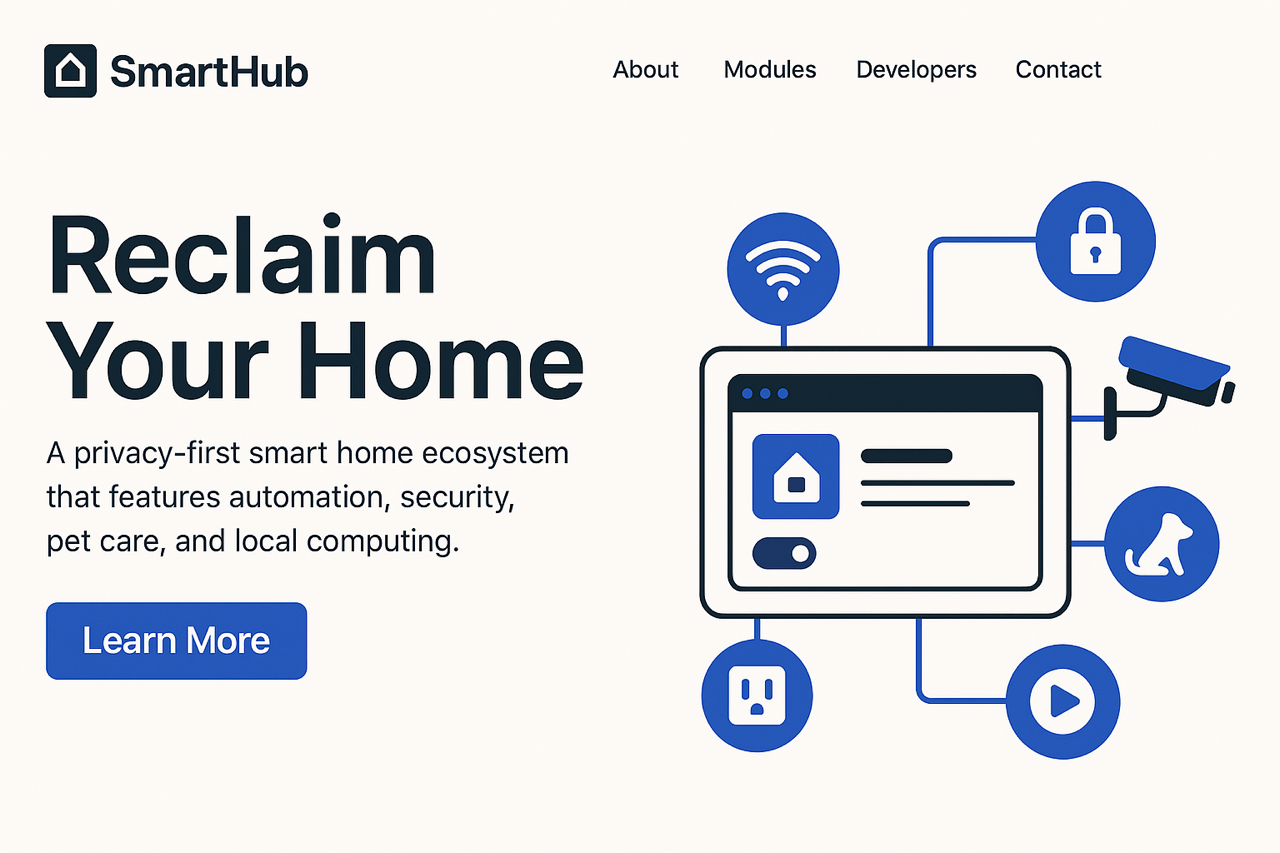 SmartHub
About Modules Developers Contact
Reclaim
Your Home
A privacy-first smart home ecosystem
that features automation, security,
pet care, and local computing.
Learn More